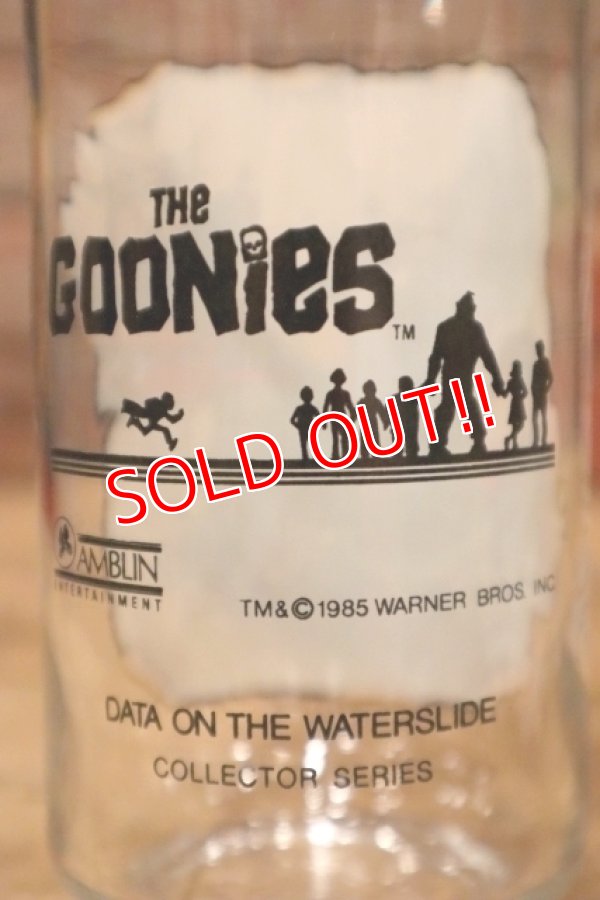 THE
GOONIES
TM
SOLD OUT!!
AMBLIN
ENTERTAINMENT
TM&©1985 WARNER BROS. INC
DATA ON THE WATERSLIDE
COLLECTOR SERIES